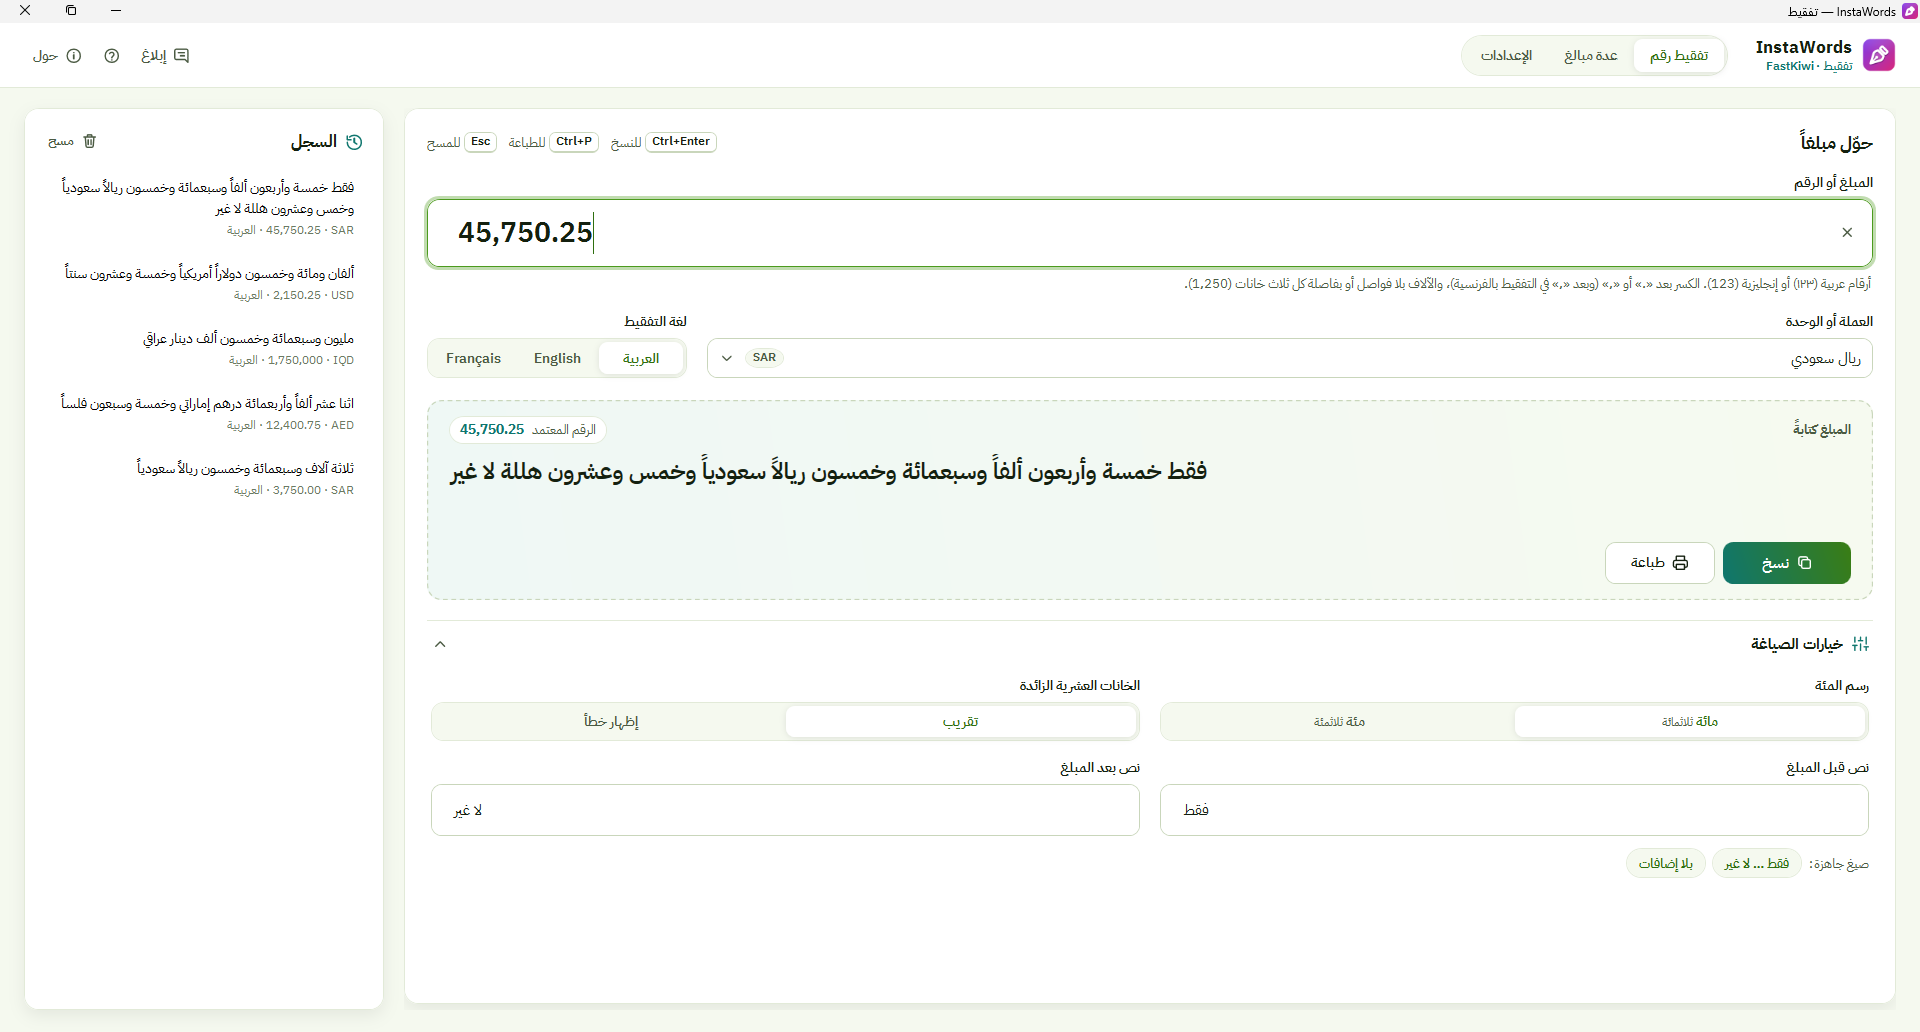 InstaWords — تفقيط
InstaWords
تفقيط · FastKiwi
تفقيط رقم
عدة مبالغ
الإعدادات
إبلاغ
حول
حوّل مبلغاً
Ctrl+Enter للنسخ Ctrl+P للطباعة Esc للمسح
المبلغ أو الرقم
45,750.25
أرقام عربية (١٢٣) أو إنجليزية (123). الكسر بعد «.» أو «,» (وبعد «,» في التفقيط بالفرنسية)، والآلاف بلا فواصل أو بفاصلة كل ثلاث خانات (1,250).
العملة أو الوحدة
ريال سعودي SAR
لغة التفقيط
العربية English Français
المبلغ كتابةً
الرقم المعتمد 45,750.25
فقط خمسة وأربعون ألفاً وسبعمائة وخمسون ريالاً سعودياً وخمس وعشرون هللة لا غير
نسخ
طباعة
خيارات الصياغة
رسم المئة
مائة ثلاثمائة
مئة ثلاثمئة
الخانات العشرية الزائدة
تقريب
إظهار خطأ
نص قبل المبلغ
فقط
نص بعد المبلغ
لا غير
صيغ جاهزة: فقط ... لا غير بلا إضافات
السجل
مسح
فقط خمسة وأربعون ألفاً وسبعمائة وخمسون ريالاً سعودياً
وخمس وعشرون هللة لا غير
SAR · 45,750.25 · العربية
ألفان ومائة وخمسون دولاراً أمريكياً وخمسة وعشرون سنتاً
USD · 2,150.25 · العربية
مليون وسبعمائة وخمسون ألف دينار عراقي
IQD · 1,750,000 · العربية
اثنا عشر ألفاً وأربعمائة درهم إماراتي وخمسة وسبعون فلساً
AED · 12,400.75 · العربية
ثلاثة آلاف وسبعمائة وخمسون ريالاً سعودياً
SAR · 3,750.00 · العربية